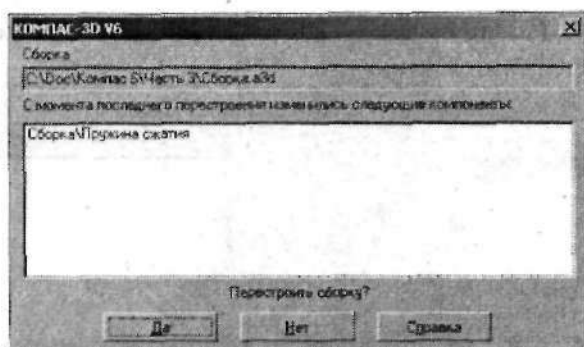 КОМПАС-3D V6
Сборка
C:\Doc\Компас 6\Часть 3\Сборка.a3d
С момента последнего перестроения изменились следующие компоненты:
Сборка\Пружина сжатия
Перестроить сборку?
Да Нет Справка